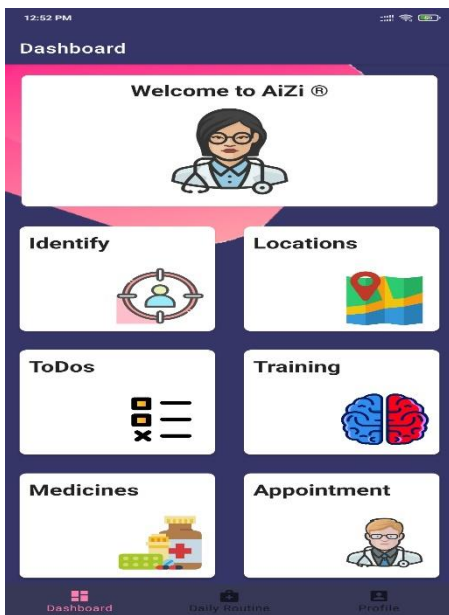 12:52 PM
Dashboard
Welcome to AiZi ®
Identify
Locations
ToDos
Training
Medicines
Appointment
Dashboard
Daily Routine
Profile